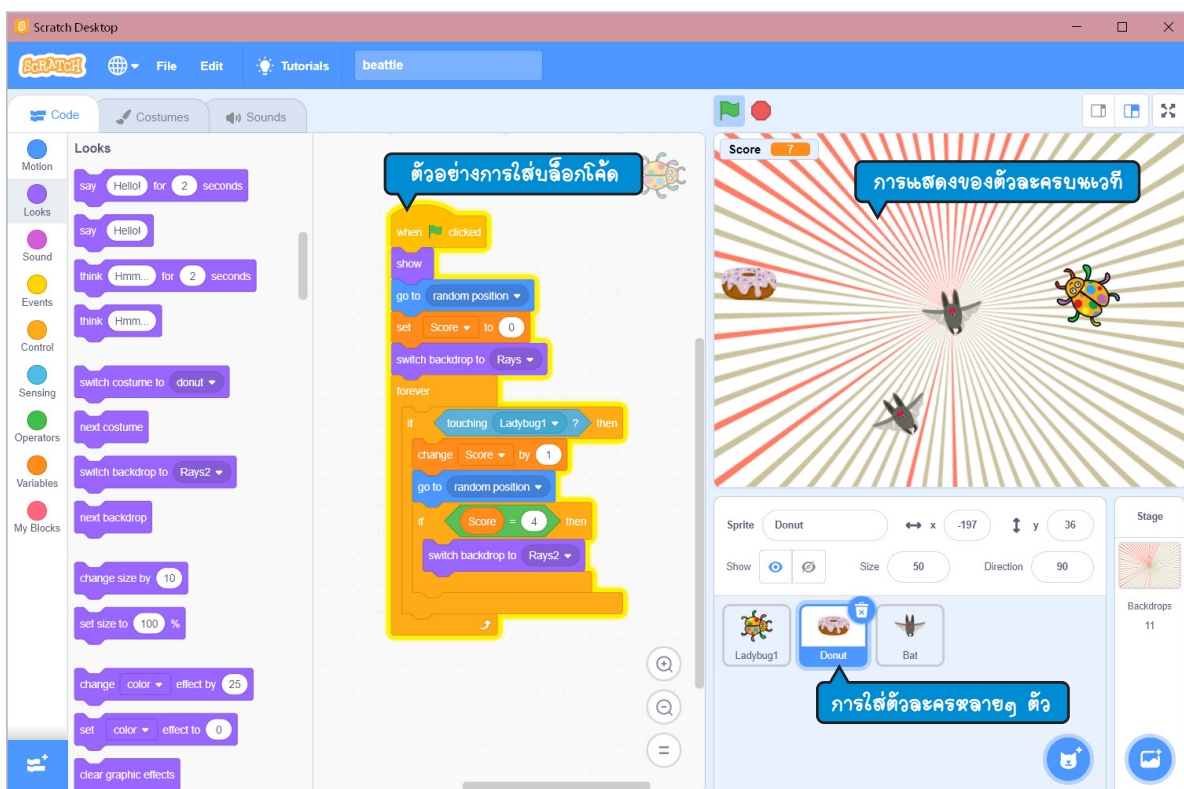 Scratch Desktop
SCRATCH File Edit Tutorials beattle
Code Costumes Sounds
Motion
Looks
Sound
Events
Control
Sensing
Operators
Variables
My Blocks
Looks
say Hello! for 2 seconds
say Hello!
think Hmm... for 2 seconds
think Hmm...
switch costume to donut
next costume
switch backdrop to Rays2
next backdrop
change size by 10
set size to 100 %
change color effect by 25
set color effect to 0
clear graphic effects
ตัวอย่างการใส่บล็อกโค้ด
when clicked
show
go to random position
set Score to 0
switch backdrop to Rays
forever
if touching Ladybug1 ? then
change Score by 1
go to random position
if Score = 4 then
switch backdrop to Rays2
Score 7
การแสดงของตัวละครบนเวที
Sprite Donut x -197 y 36
Show Size 50 Direction 90
Ladybug1 Donut Bat
การใส่ตัวละครหลายๆ ตัว
Stage
Backdrops
11